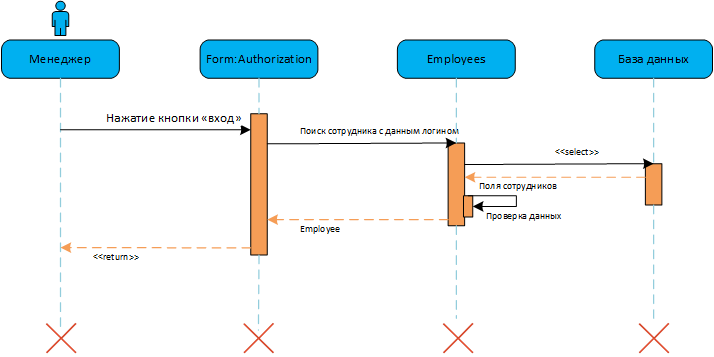 Менеджер
Form:Authorization
Employees
База данных
Нажатие кнопки «вход»
Поиск сотрудника с данным логином
<<select>>
Поля сотрудников
Проверка данных
Employee
<<return>>